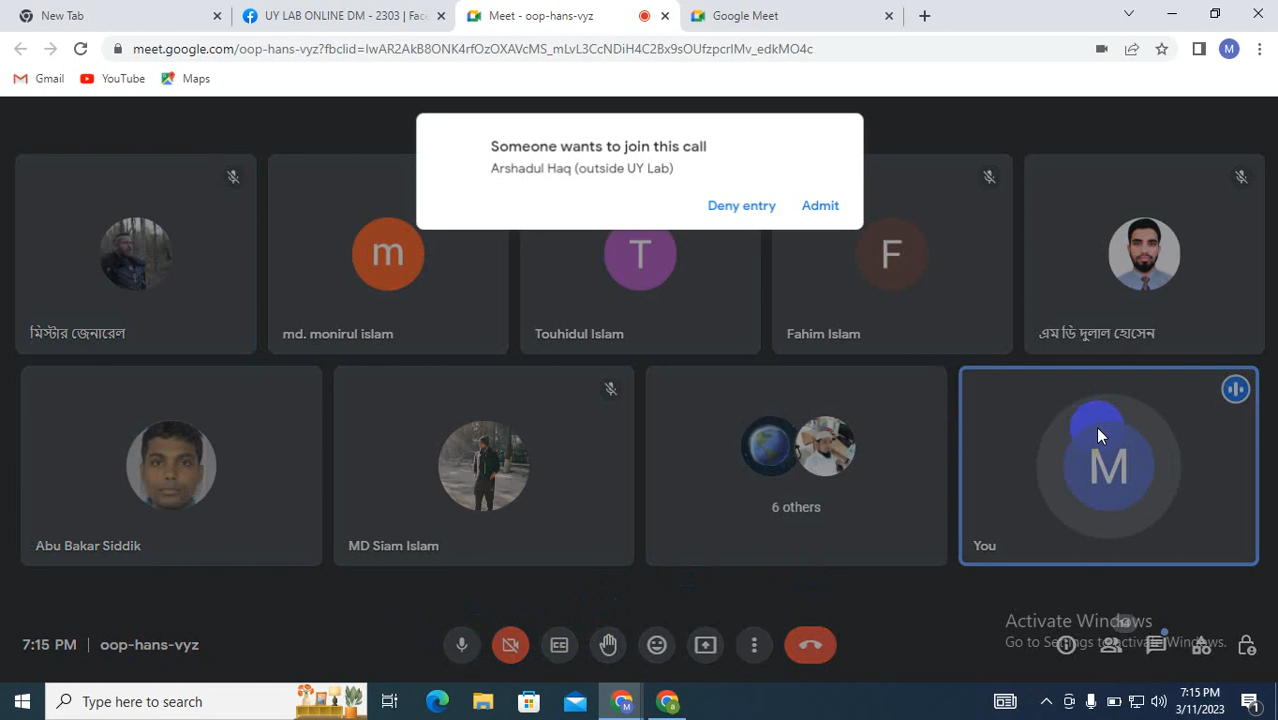 New Tab
UY LAB ONLINE DM - 2303 | Face
Meet - oop-hans-vyz
Google Meet
meet.google.com/oop-hans-vyz?fbclid=IwAR2AkB8ONK4rfOzOXAVcMS_mLvL3CcNDiH4C2Bx9sOUfzpcrIMv_edkMO4c
M
Gmail
YouTube
Maps
Someone wants to join this call
Arshadul Haq (outside UY Lab)
Deny entry
Admit
m
T
F
মিস্টার জেনারেল
md. monirul islam
Touhidul Islam
Fahim Islam
এম ডি দুলাল হোসেন
M
6 others
Abu Bakar Siddik
MD Siam Islam
You
Activate Windows
Go to Settings to activate Windows.
14
7:15 PM | oop-hans-vyz
Type here to search
7:15 PM
3/11/2023
1